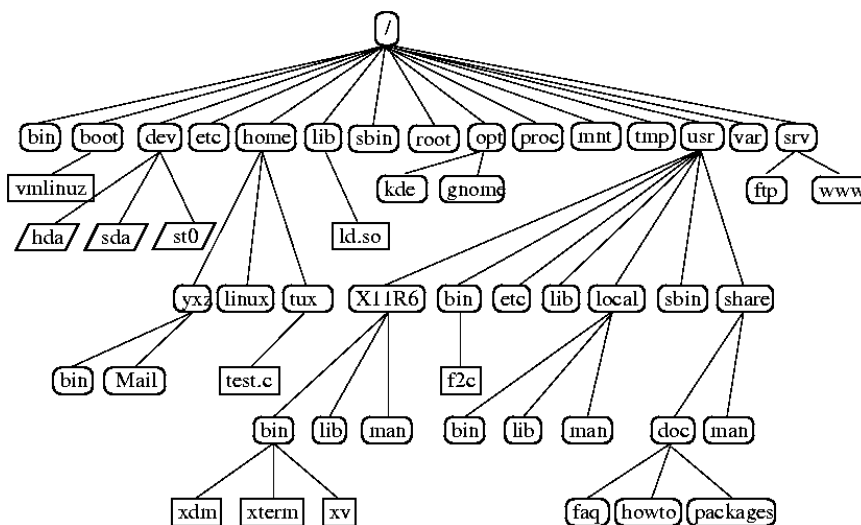 /
bin boot dev etc home lib sbin root opt proc mnt tmp usr var srv
vmlinuz kde gnome ftp www
hda sda st0 ld.so
yxz linux tux X11R6 bin etc lib local sbin share
bin Mail test.c f2c
bin lib man bin lib man doc man
xdm xterm xv faq howto packages